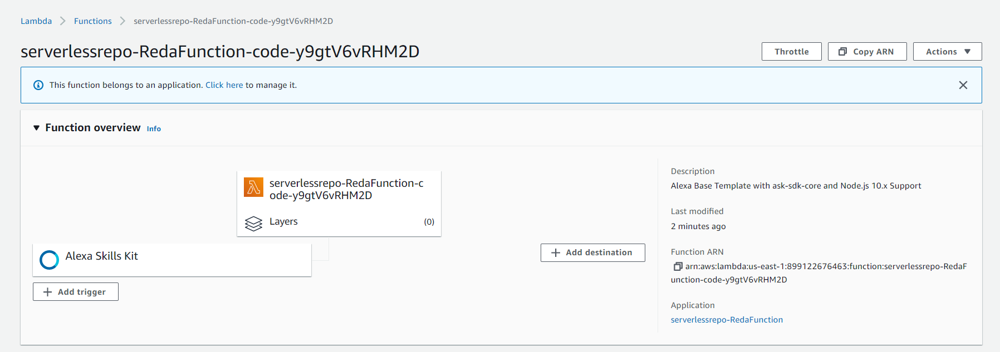 Lambda > Functions > serverlessrepo-RedaFunction-code-y9gtV6vRHM2D
serverlessrepo-RedaFunction-code-y9gtV6vRHM2D
Throttle
Copy ARN
Actions
This function belongs to an application. Click here to manage it.
Function overview Info
serverlessrepo-RedaFunction-c
ode-y9gtV6vRHM2D
Layers (0)
Alexa Skills Kit
Add trigger
Add destination
Description
Alexa Base Template with ask-sdk-core and Node.js 10.x Support
Last modified
2 minutes ago
Function ARN
arn:aws:lambda:us-east-1:899122676463:function:serverlessrepo-RedaF
unction-code-y9gtV6vRHM2D
Application
serverlessrepo-RedaFunction